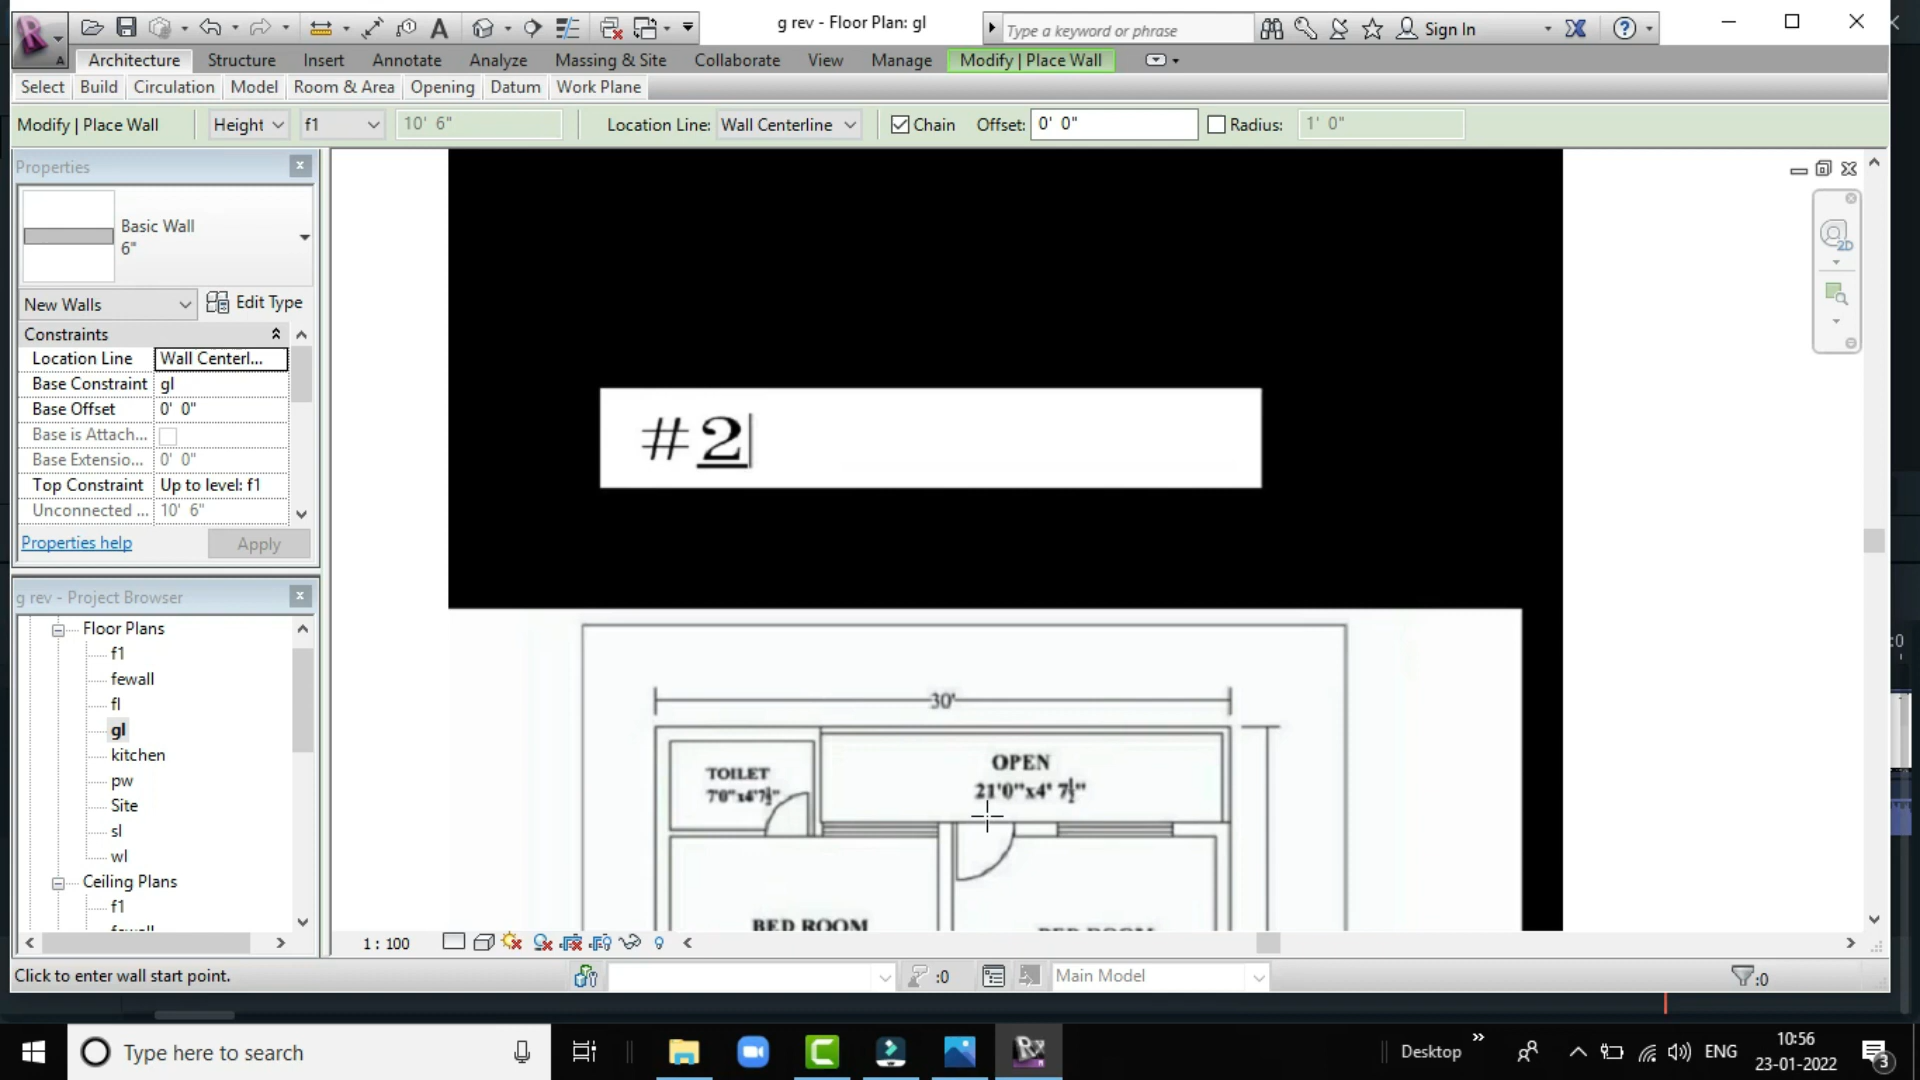 g rev - Floor Plan: gl
Type a keyword or phrase
Sign In
Architecture
Structure
Insert
Annotate
Analyze
Massing & Site
Collaborate
View
Manage
Modify | Place Wall
Select
Build
Circulation
Model
Room & Area
Opening
Datum
Work Plane
Modify | Place Wall
Height
f1
10' 6"
Location Line:
Wall Centerline
Chain
Offset:
0' 0"
Radius:
1' 0"
Properties
Basic Wall
6"
New Walls
Edit Type
Constraints
Location Line
Wall Centerl...
Base Constraint
gl
Base Offset
0' 0"
Base is Attach...
Base Extensio...
0' 0"
Top Constraint
Up to level: f1
Unconnected ...
10' 6"
Properties help
Apply
g rev - Project Browser
Floor Plans
f1
fewall
fl
gl
kitchen
pw
Site
sl
wl
Ceiling Plans
f1
#2
30'
TOILET
7'0"x4'7½"
OPEN
21'0"x4' 7½"
BED ROOM
1 : 100
Click to enter wall start point.
:0
Main Model
:0
Type here to search
Desktop
ENG
10:56
23-01-2022
3